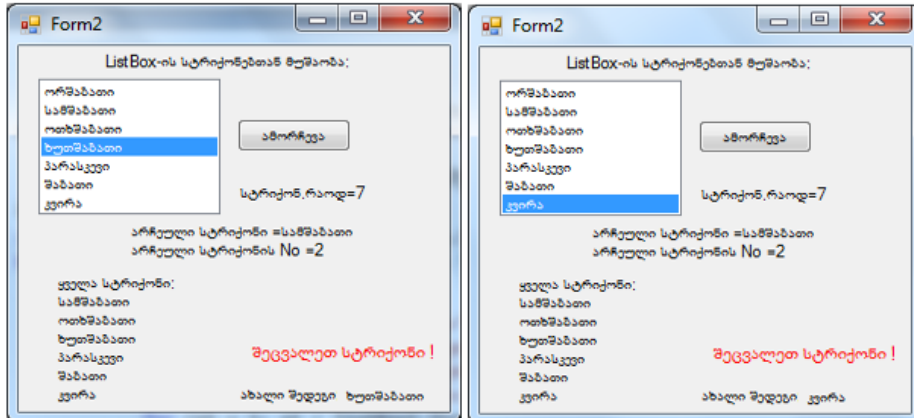 Form2
ListBox-ის სტრიქონებთან მუშაობა:
ორშაბათი
სამშაბათი
ოთხშაბათი
ხუთშაბათი
პარასკევი
შაბათი
კვირა
ამორჩევა
სტრიქონ.რაოდ=7
არჩეული სტრიქონი =სამშაბათი
არჩეული სტრიქონის No =2
ყველა სტრიქონი:
სამშაბათი
ოთხშაბათი
ხუთშაბათი
პარასკევი
შაბათი
კვირა
შეცვალეთ სტრიქონი !
ახალი შედეგი ხუთშაბათი
Form2
ListBox-ის სტრიქონებთან მუშაობა:
ორშაბათი
სამშაბათი
ოთხშაბათი
ხუთშაბათი
პარასკევი
შაბათი
კვირა
ამორჩევა
სტრიქონ.რაოდ=7
არჩეული სტრიქონი =სამშაბათი
არჩეული სტრიქონის No =2
ყველა სტრიქონი:
სამშაბათი
ოთხშაბათი
ხუთშაბათი
პარასკევი
შაბათი
კვირა
შეცვალეთ სტრიქონი !
ახალი შედეგი კვირა